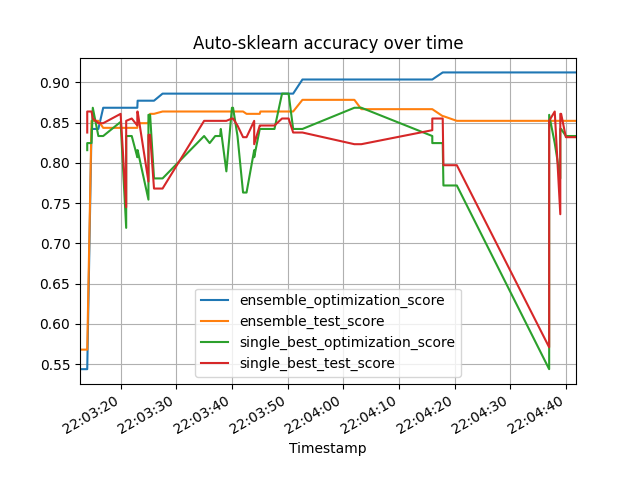 Auto-sklearn accuracy over time
0.90
0.85
0.80
0.75
0.70
0.65
0.60
0.55
ensemble_optimization_score
ensemble_test_score
single_best_optimization_score
single_best_test_score
22:03:20
22:03:30
22:03:40
22:03:50
22:04:00
22:04:10
22:04:20
22:04:30
22:04:40
Timestamp